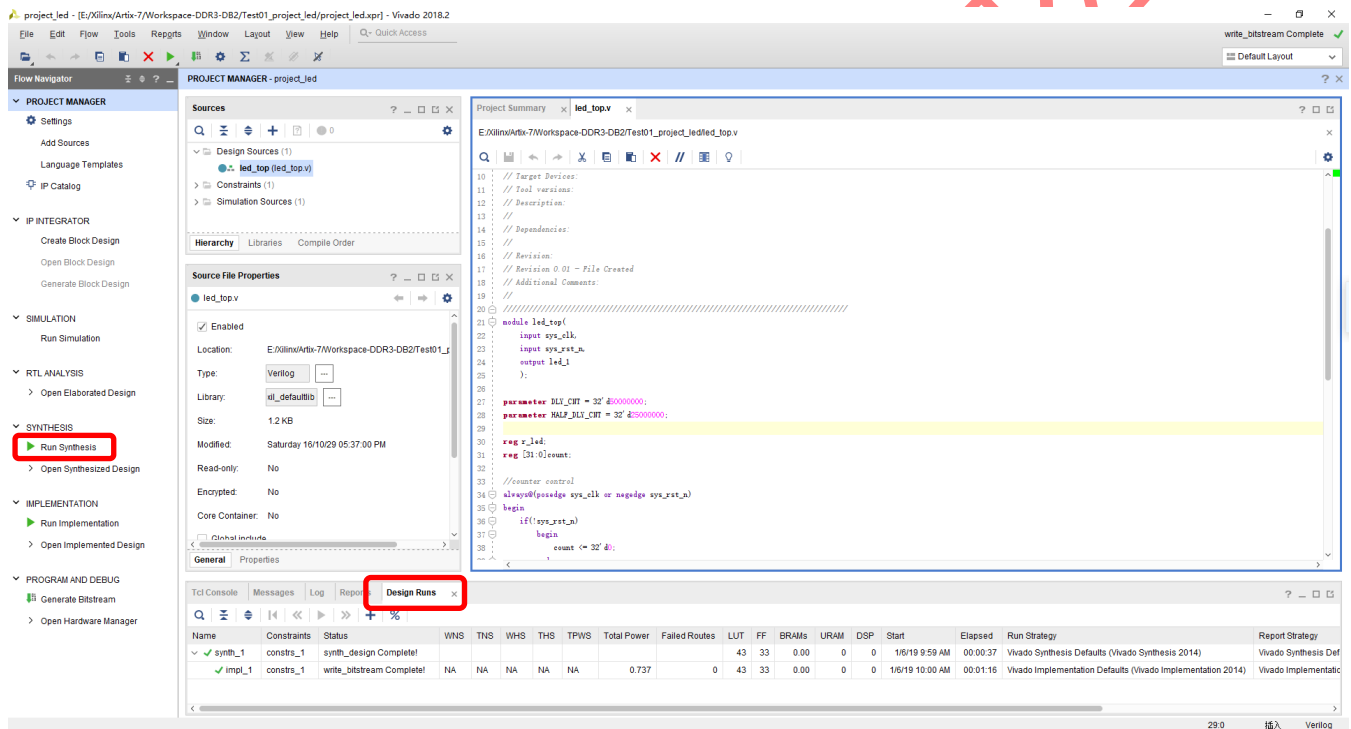 project_led - [E:/Xilinx/Artix-7/Workspace-DDR3-DB2/Test01_project_led/project_led.xpr] - Vivado 2018.2
File Edit Flow Tools Reports Window Layout View Help Q- Quick Access write_bitstream Complete
Default Layout
Flow Navigator PROJECT MANAGER - project_led
PROJECT MANAGER
Settings
Add Sources
Language Templates
IP Catalog
IP INTEGRATOR
Create Block Design
Open Block Design
Generate Block Design
SIMULATION
Run Simulation
RTL ANALYSIS
Open Elaborated Design
SYNTHESIS
Run Synthesis
Open Synthesized Design
IMPLEMENTATION
Run Implementation
Open Implemented Design
PROGRAM AND DEBUG
Generate Bitstream
Open Hardware Manager
Sources
0
Design Sources (1)
led_top (led_top.v)
Constraints (1)
Simulation Sources (1)
Hierarchy Libraries Compile Order
Source File Properties
led_top.v
Enabled
Location: E:/Xilinx/Artix-7/Workspace-DDR3-DB2/Test01_p
Type: Verilog ...
Library: xil_defaultlib ...
Size: 1.2 KB
Modified: Saturday 16/10/29 05:37:00 PM
Read-only: No
Encrypted: No
Core Container: No
Global include
General Properties
Project Summary led_top.v
E:/Xilinx/Artix-7/Workspace-DDR3-DB2/Test01_project_led/led_top.v
10 // Target Devices:
11 // Tool versions:
12 // Description:
13 //
14 // Dependencies:
15 //
16 // Revision:
17 // Revision 0.01 - File Created
18 // Additional Comments:
19 //
20 //////////////////////////////////////////////////////////////////////////////////
21 module led_top(
22 input sys_clk,
23 input sys_rst_n,
24 output led_1
25 );
26
27 parameter DLY_CNT = 32'd50000000;
28 parameter HALF_DLY_CNT = 32'd25000000;
29
30 reg r_led;
31 reg [31:0]count;
32
33 //counter control
34 always@(posedge sys_clk or negedge sys_rst_n)
35 begin
36 if(!sys_rst_n)
37 begin
38 count <= 32'd0;
Tcl Console Messages Log Reports Design Runs
Name Constraints Status WNS TNS WHS THS TPWS Total Power Failed Routes LUT FF BRAMs URAM DSP Start Elapsed Run Strategy Report Strategy
synth_1 constrs_1 synth_design Complete! 43 33 0.00 0 0 1/6/19 9:59 AM 00:00:37 Vivado Synthesis Defaults (Vivado Synthesis 2014) Vivado Synthesis Def
impl_1 constrs_1 write_bitstream Complete! NA NA NA NA NA 0.737 0 43 33 0.00 0 0 1/6/19 10:00 AM 00:01:16 Vivado Implementation Defaults (Vivado Implementation 2014) Vivado Implementatic
29:0 插入 Verilog